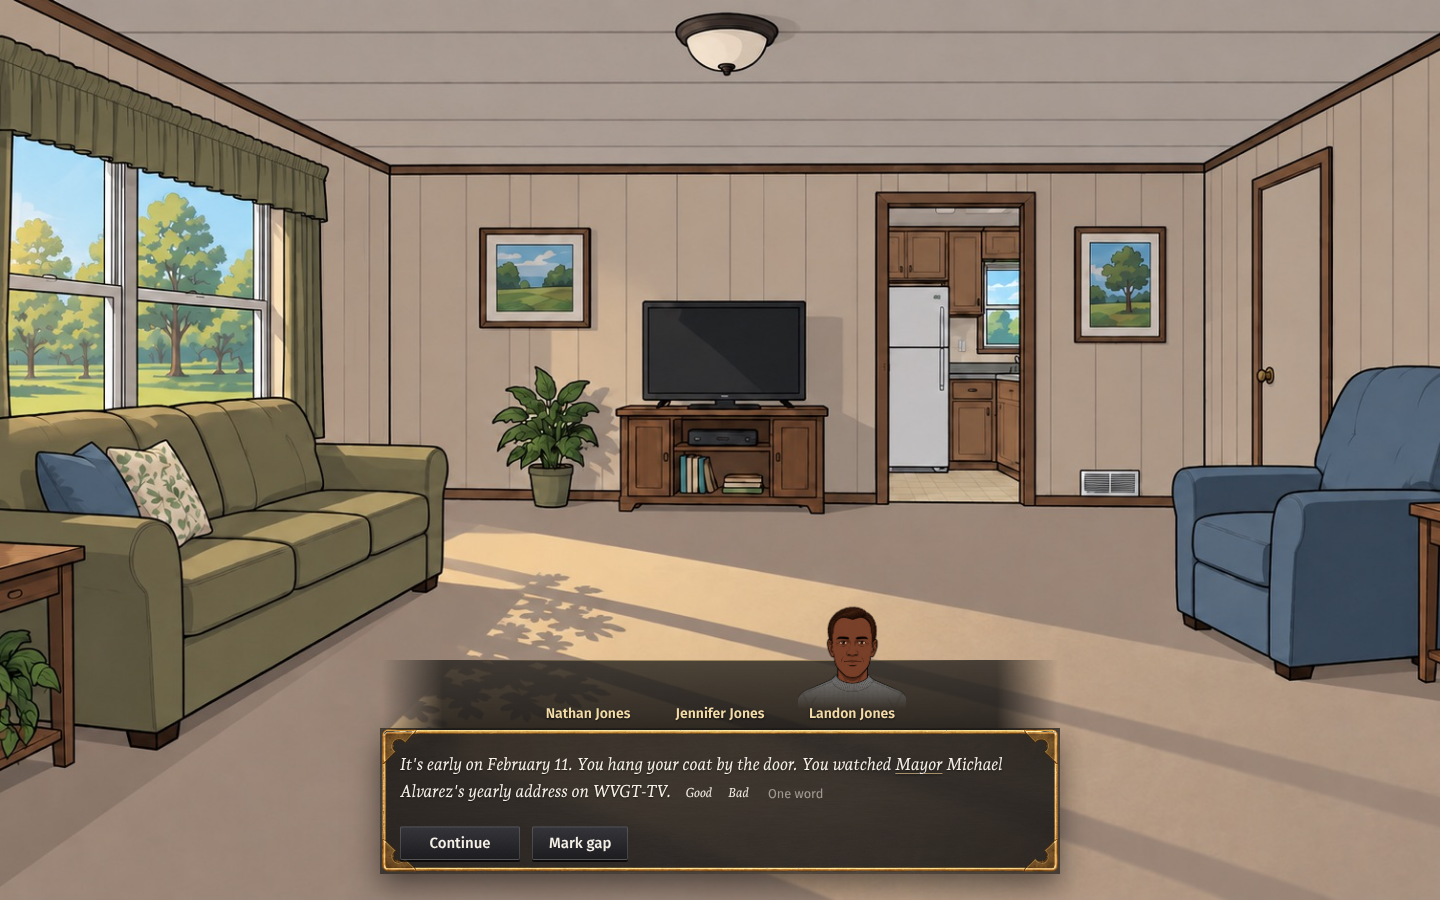 Nathan Jones
Jennifer Jones
Landon Jones
It's early on February 11. You hang your coat by the door. You watched Mayor Michael
Alvarez's yearly address on WVGT-TV. Good Bad One word
Continue
Mark gap